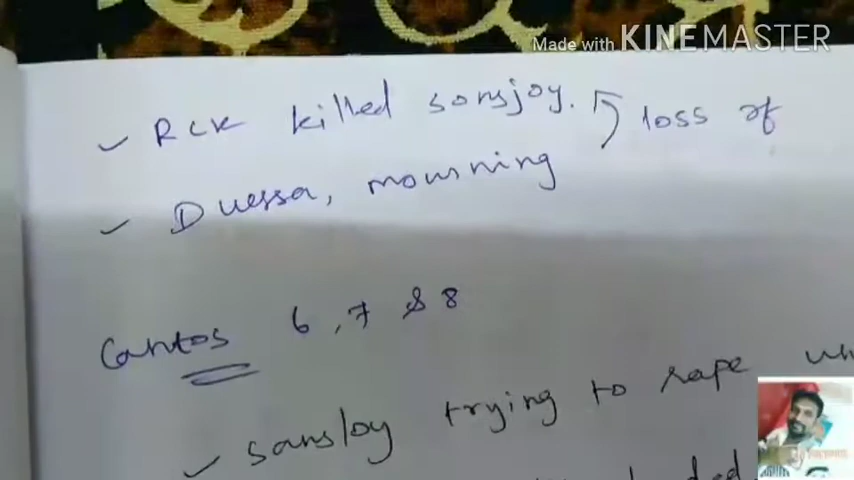 Made with KINEMASTER
✓ RCK killed sansjoy.
loss of
✓ Duessa, mourning
Cantos 6, 7 & 8
✓ sansloy trying to rape